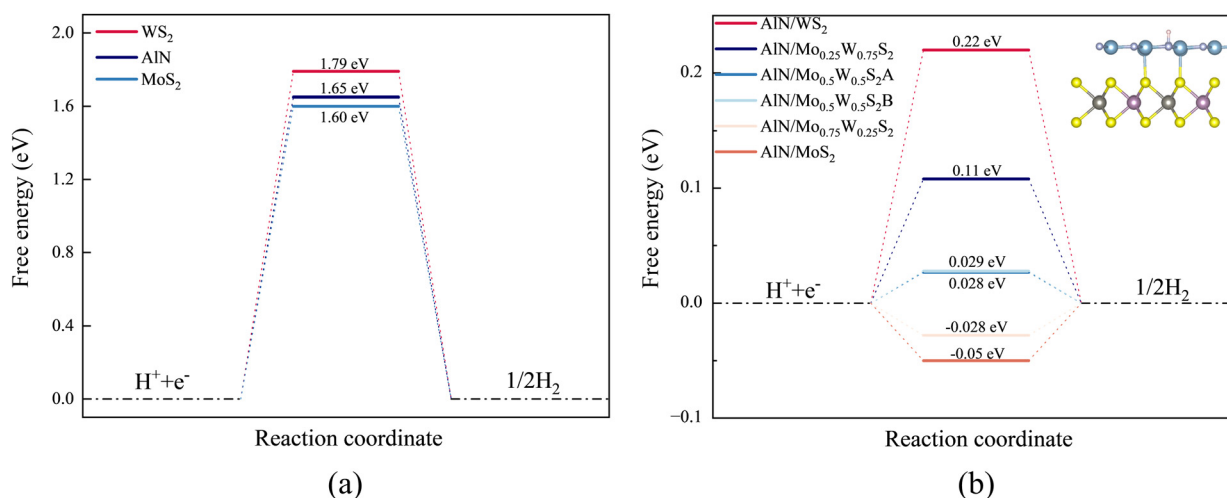 WS₂
AlN
MoS₂
2.0
1.6
1.2
0.8
0.4
0.0
Free energy (eV)
1.79 eV
1.65 eV
1.60 eV
H⁺+e⁻
1/2H₂
Reaction coordinate
(a)
AlN/WS₂
AlN/Mo₀.₂₅W₀.₇₅S₂
AlN/Mo₀.₅W₀.₅S₂A
AlN/Mo₀.₅W₀.₅S₂B
AlN/Mo₀.₇₅W₀.₂₅S₂
AlN/MoS₂
0.2
0.1
0.0
−0.1
Free energy (eV)
0.22 eV
0.11 eV
0.029 eV
0.028 eV
-0.028 eV
-0.05 eV
H⁺+e⁻
1/2H₂
Reaction coordinate
(b)